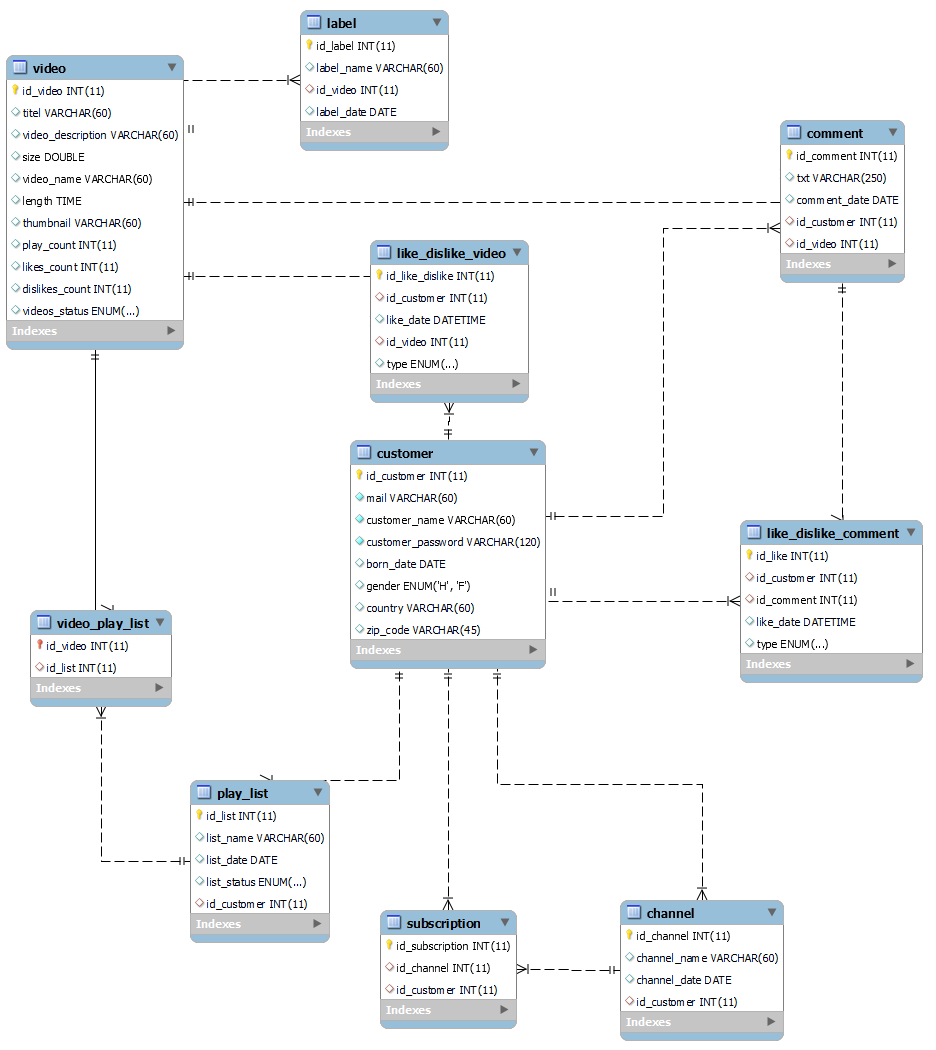 label
id_label INT(11)
label_name VARCHAR(60)
id_video INT(11)
label_date DATE
Indexes
video
id_video INT(11)
titel VARCHAR(60)
video_description VARCHAR(60)
size DOUBLE
video_name VARCHAR(60)
length TIME
thumbnail VARCHAR(60)
play_count INT(11)
likes_count INT(11)
dislikes_count INT(11)
videos_status ENUM(...)
Indexes
comment
id_comment INT(11)
txt VARCHAR(250)
comment_date DATE
id_customer INT(11)
id_video INT(11)
Indexes
like_dislike_video
id_like_dislike INT(11)
id_customer INT(11)
like_date DATETIME
id_video INT(11)
type ENUM(...)
Indexes
customer
id_customer INT(11)
mail VARCHAR(60)
customer_name VARCHAR(60)
customer_password VARCHAR(120)
born_date DATE
gender ENUM('H', 'F')
country VARCHAR(60)
zip_code VARCHAR(45)
Indexes
like_dislike_comment
id_like INT(11)
id_customer INT(11)
id_comment INT(11)
like_date DATETIME
type ENUM(...)
Indexes
video_play_list
id_video INT(11)
id_list INT(11)
Indexes
play_list
id_list INT(11)
list_name VARCHAR(60)
list_date DATE
list_status ENUM(...)
id_customer INT(11)
Indexes
subscription
id_subscription INT(11)
id_channel INT(11)
id_customer INT(11)
Indexes
channel
id_channel INT(11)
channel_name VARCHAR(60)
channel_date DATE
id_customer INT(11)
Indexes